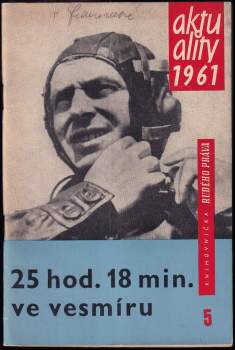 aktu
ality
1961
KNIHOVNIČKA RUDÉHO PRÁVA
5
25 hod. 18 min.
ve vesmíru